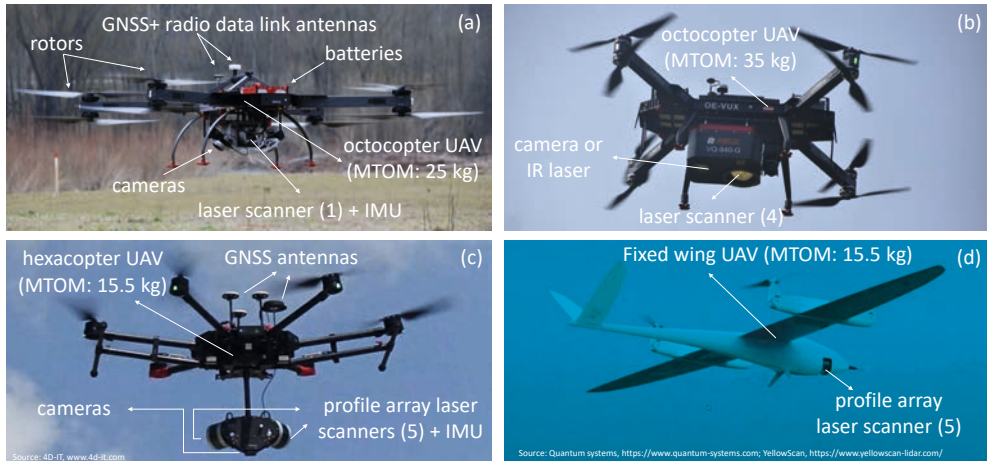 (a)
GNSS+ radio data link antennas
rotors
batteries
octocopter UAV
(MTOM: 25 kg)
cameras
laser scanner (1) + IMU
(b)
octocopter UAV
(MTOM: 35 kg)
OE-VUX
VQ-840-G
camera or
IR laser
laser scanner (4)
(c)
hexacopter UAV
(MTOM: 15.5 kg)
GNSS antennas
cameras
profile array laser
scanners (5) + IMU
Source: 4D-IT, www.4d-it.com
(d)
Fixed wing UAV (MTOM: 15.5 kg)
profile array
laser scanner (5)
Source: Quantum systems, https://www.quantum-systems.com; YellowScan, https://www.yellowscan-lidar.com/